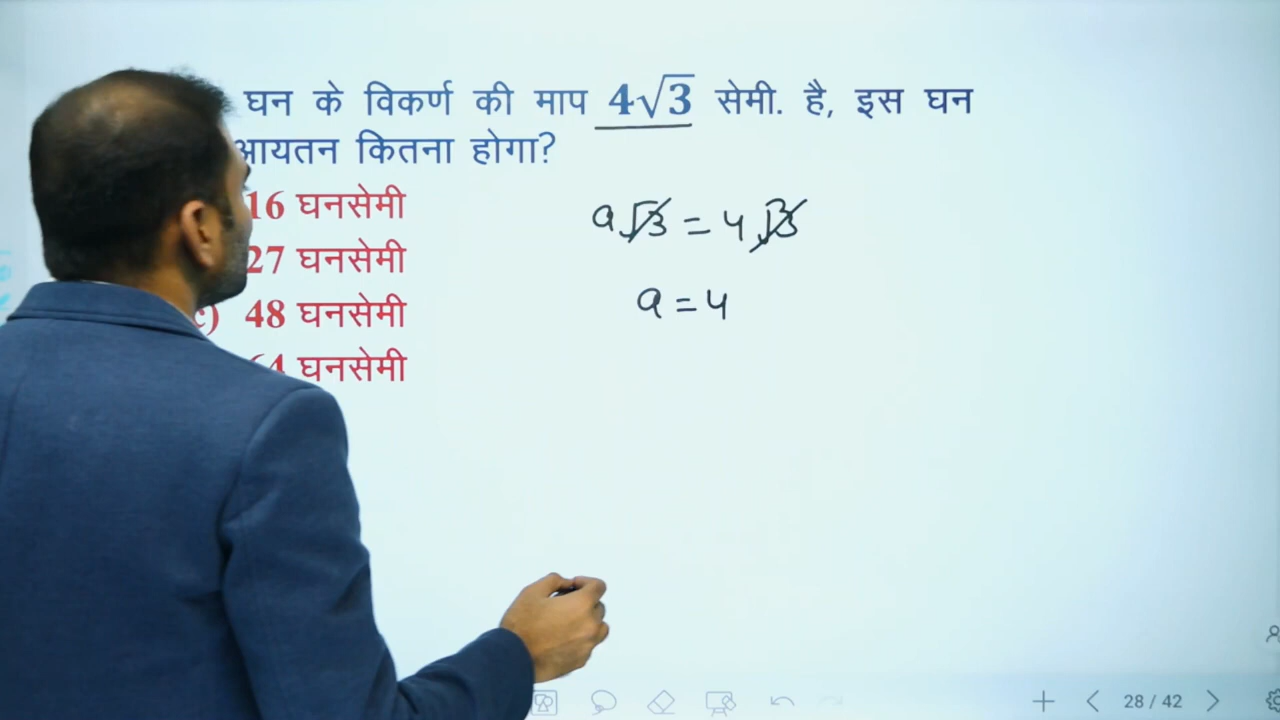 घन के विकर्ण की माप 4√3 सेमी. है, इस घन
आयतन कितना होगा?
16 घनसेमी
27 घनसेमी
c) 48 घनसेमी
64 घनसेमी
a√3 = 4√3
a = 4
28 / 42